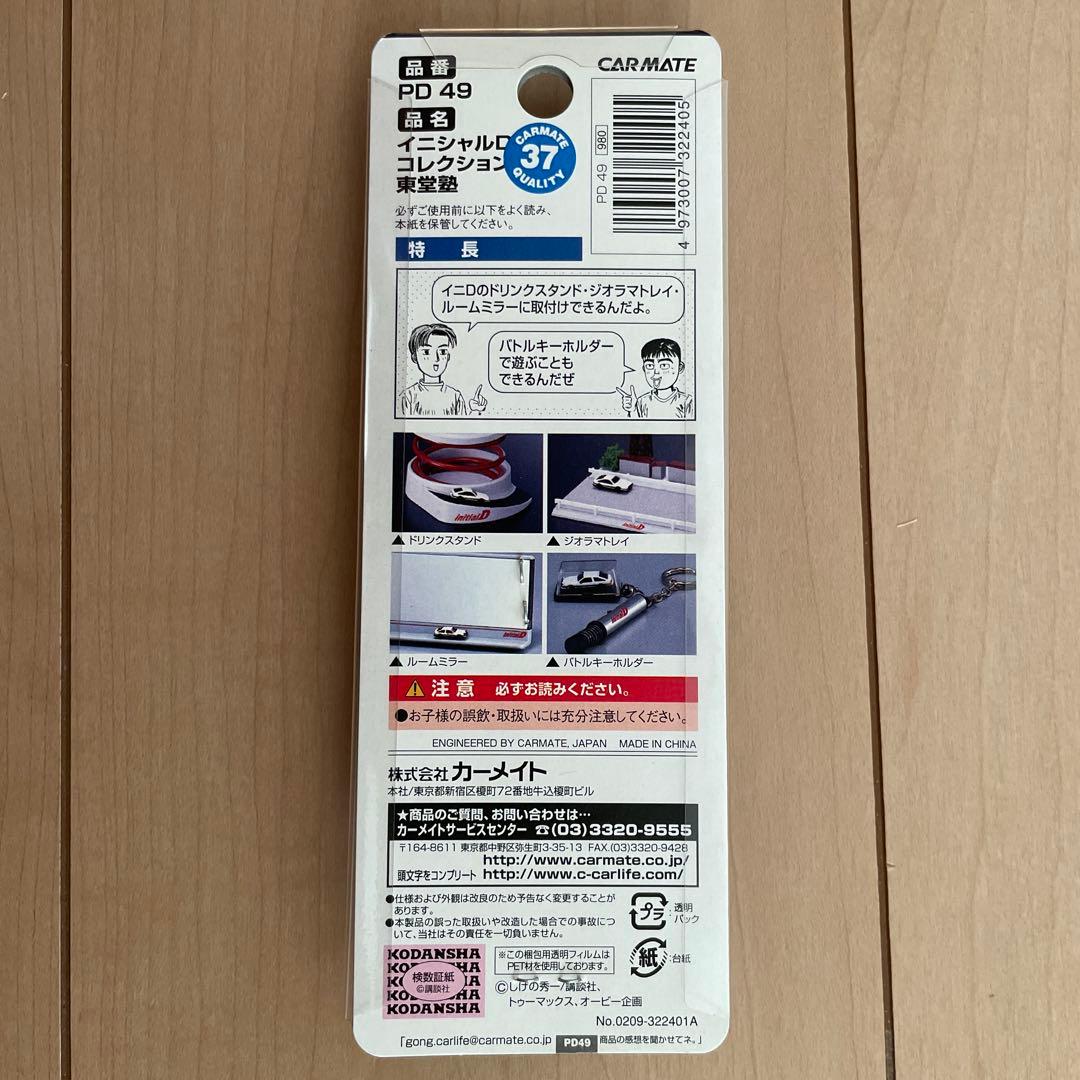 品番
PD 49
品名
イニシャルD
コレクション
東堂塾
CARMATE
37
QUALITY
CARMATE
PD 49 980
4 973007 322405
必ずご使用前に以下をよく読み、
本紙を保管してください。
特 長
イニDのドリンクスタンド・ジオラマトレイ・
ルームミラーに取付けできるんだよ。
バトルキーホルダー
で遊ぶことも
できるんだぜ
initial D
▲ドリンクスタンド
initial D
▲ジオラマトレイ
initial D
▲ルームミラー
initial D
▲バトルキーホルダー
⚠注意 必ずお読みください。
●お子様の誤飲・取扱いには充分注意してください。
ENGINEERED BY CARMATE, JAPAN MADE IN CHINA
株式会社 カーメイト
本社/東京都新宿区榎町72番地牛込榎町ビル
★商品のご質問、お問い合わせは…
カーメイトサービスセンター ☎(03)3320-9555
〒164-8611 東京都中野区弥生町3-35-13 FAX.(03)3320-9428
http://www.carmate.co.jp/
頭文字をコンプリート http://www.c-carlife.com/
●仕様および外観は改良のため予告なく変更することが
あります。
●本製品の誤った取扱いや改造した場合での事故につ
いて、当社はその責任を一切負いません。
プラ :透明
パック
紙 :台紙
KODANSHA
KODANSHA
検数証紙
©講談社
KODANSHA
※この梱包用透明フィルムは
PET材を使用しております。
©しげの秀一/講談社、
トゥーマックス、オービー企画
No.0209-322401A
「gong.carlife@carmate.co.jp PD49 商品の感想を聞かせてネ。」